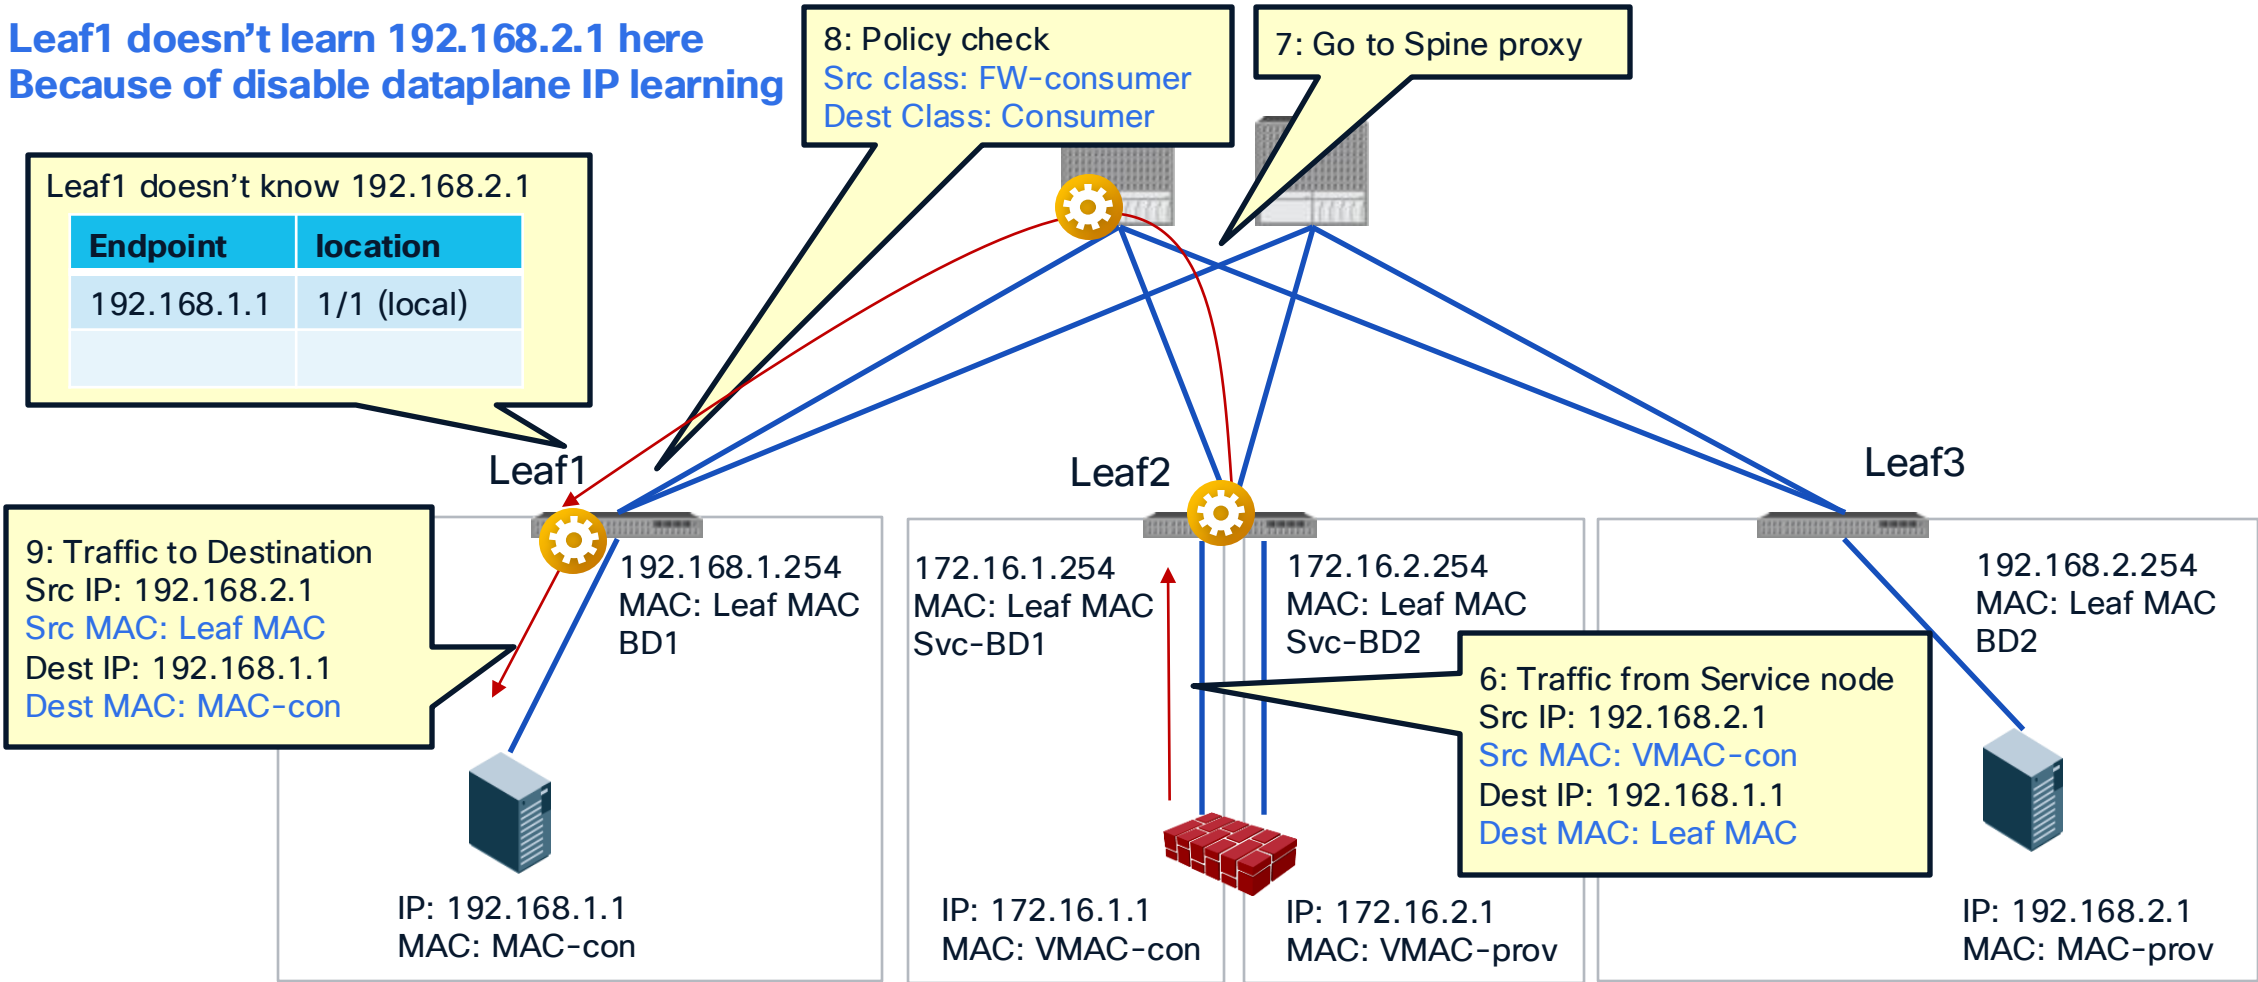 Leaf1 doesn't learn 192.168.2.1 here
Because of disable dataplane IP learning
8: Policy check
Src class: FW-consumer
Dest Class: Consumer
7: Go to Spine proxy
Leaf1 doesn't know 192.168.2.1
Endpoint location
192.168.1.1 1/1 (local)
Leaf1
Leaf2
Leaf3
9: Traffic to Destination
Src IP: 192.168.2.1
Src MAC: Leaf MAC
Dest IP: 192.168.1.1
Dest MAC: MAC-con
192.168.1.254
MAC: Leaf MAC
BD1
172.16.1.254
MAC: Leaf MAC
Svc-BD1
172.16.2.254
MAC: Leaf MAC
Svc-BD2
192.168.2.254
MAC: Leaf MAC
BD2
6: Traffic from Service node
Src IP: 192.168.2.1
Src MAC: VMAC-con
Dest IP: 192.168.1.1
Dest MAC: Leaf MAC
IP: 192.168.1.1
MAC: MAC-con
IP: 172.16.1.1
MAC: VMAC-con
IP: 172.16.2.1
MAC: VMAC-prov
IP: 192.168.2.1
MAC: MAC-prov